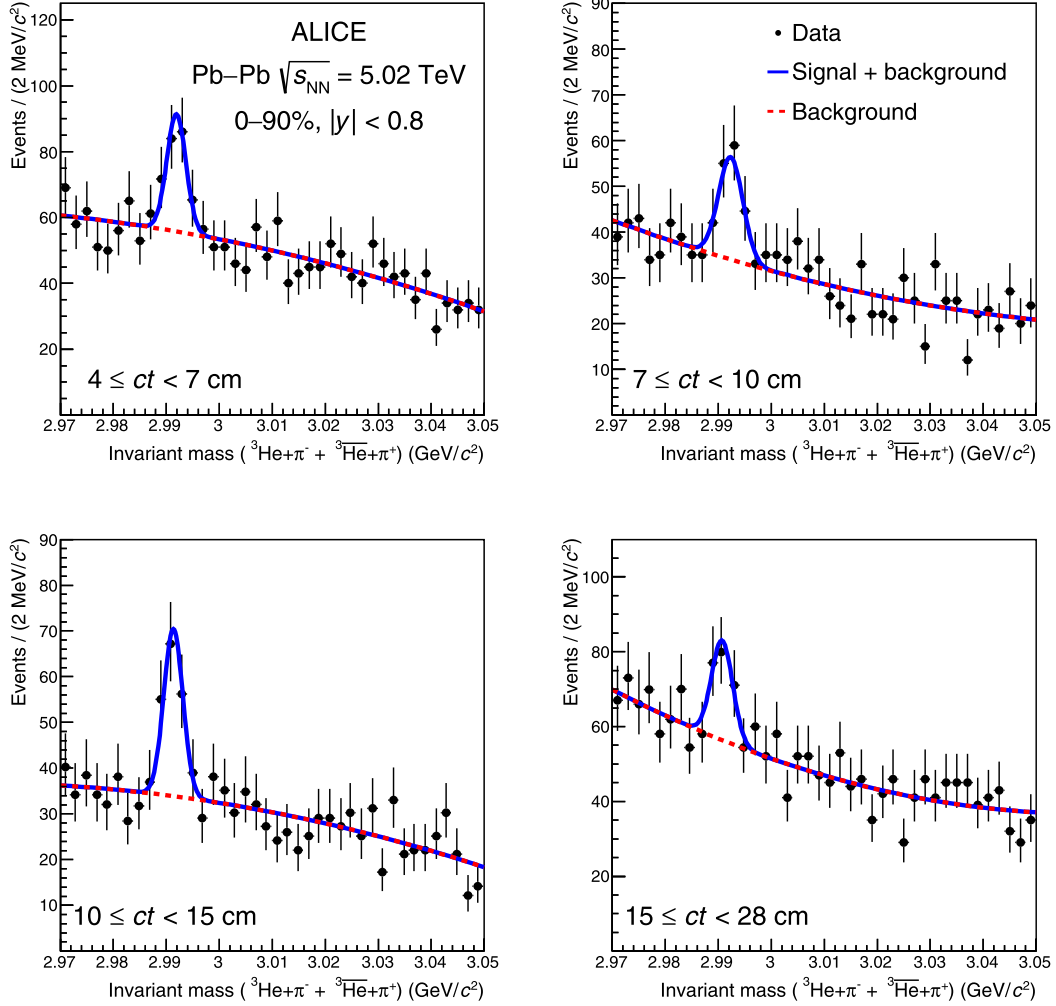 ALICE
Pb–Pb √sNN = 5.02 TeV
0–90%, |y| < 0.8
Events / (2 MeV/c²)
120
100
80
60
40
20
4 ≤ ct < 7 cm
2.97 2.98 2.99 3 3.01 3.02 3.03 3.04 3.05
Invariant mass ( ³He+π⁻ + ³H̅e̅+π⁺) (GeV/c²)
Data
Signal + background
Background
Events / (2 MeV/c²)
90
80
70
60
50
40
30
20
10
7 ≤ ct < 10 cm
2.97 2.98 2.99 3 3.01 3.02 3.03 3.04 3.05
Invariant mass ( ³He+π⁻ + ³H̅e̅+π⁺) (GeV/c²)
Events / (2 MeV/c²)
90
80
70
60
50
40
30
20
10
10 ≤ ct < 15 cm
2.97 2.98 2.99 3 3.01 3.02 3.03 3.04 3.05
Invariant mass ( ³He+π⁻ + ³H̅e̅+π⁺) (GeV/c²)
Events / (2 MeV/c²)
100
80
60
40
20
15 ≤ ct < 28 cm
2.97 2.98 2.99 3 3.01 3.02 3.03 3.04 3.05
Invariant mass ( ³He+π⁻ + ³H̅e̅+π⁺) (GeV/c²)